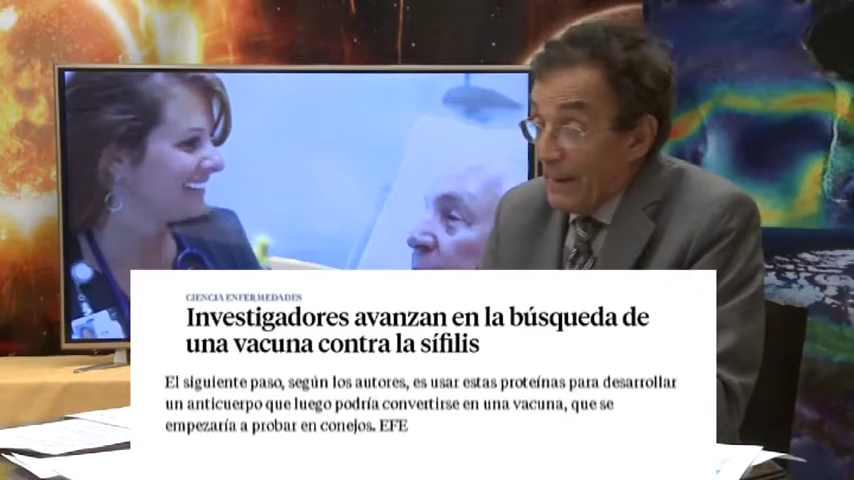 CIENCIA ENFERMEDADES
Investigadores avanzan en la búsqueda de
una vacuna contra la sífilis
El siguiente paso, según los autores, es usar estas proteínas para desarrollar
un anticuerpo que luego podría convertirse en una vacuna, que se
empezaría a probar en conejos. EFE